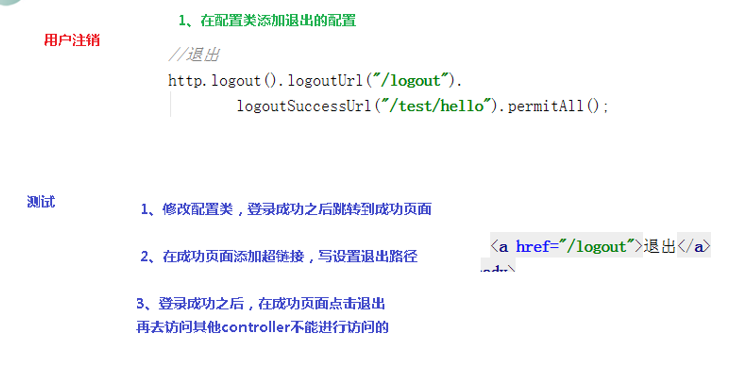 1、在配置类添加退出的配置
用户注销
//退出
http.logout().logoutUrl("/logout").
logoutSuccessUrl("/test/hello").permitAll();
测试
1、修改配置类，登录成功之后跳转到成功页面
2、在成功页面添加超链接，写设置退出路径
<a href="/logout">退出</a>
ody>
3、登录成功之后，在成功页面点击退出
再去访问其他controller不能进行访问的